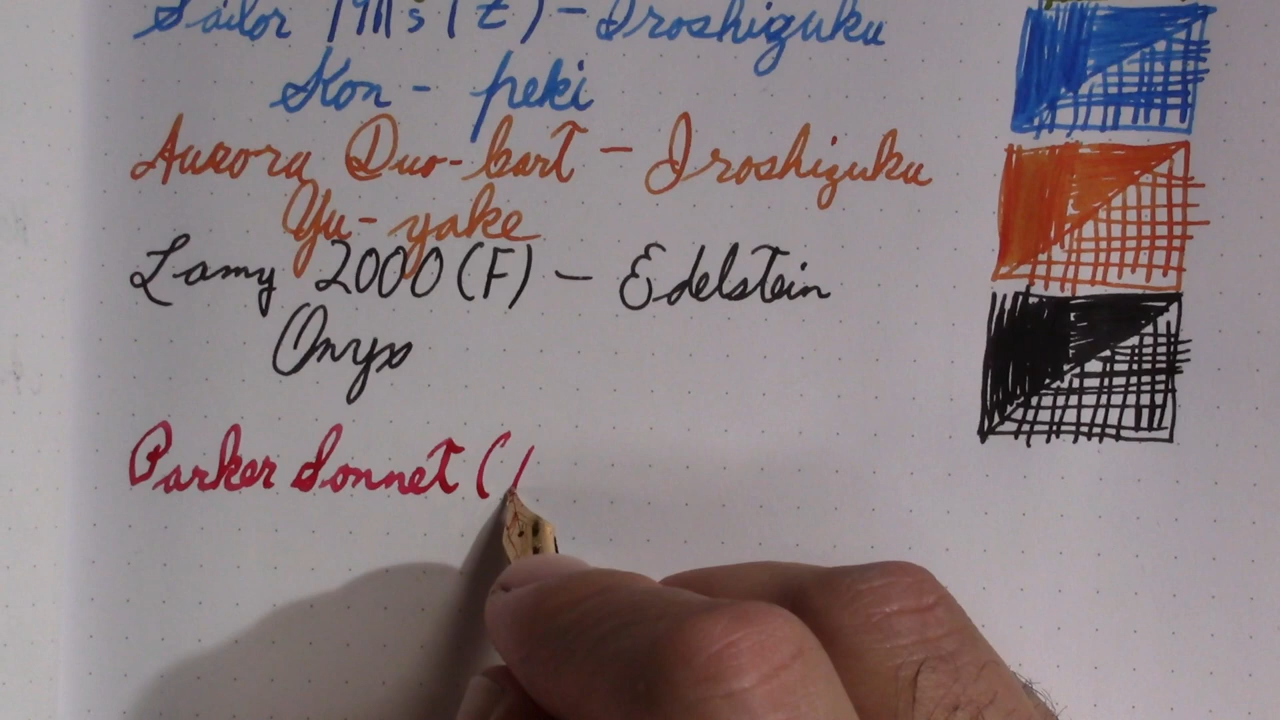 Sailor 1911s (Z) - Iroshizuku
Kon - peki
Aurora Duo-cart - Iroshizuku
Yu - yake
Lamy 2000 (F) - Edelstein
Onyx
Parker Sonnet (